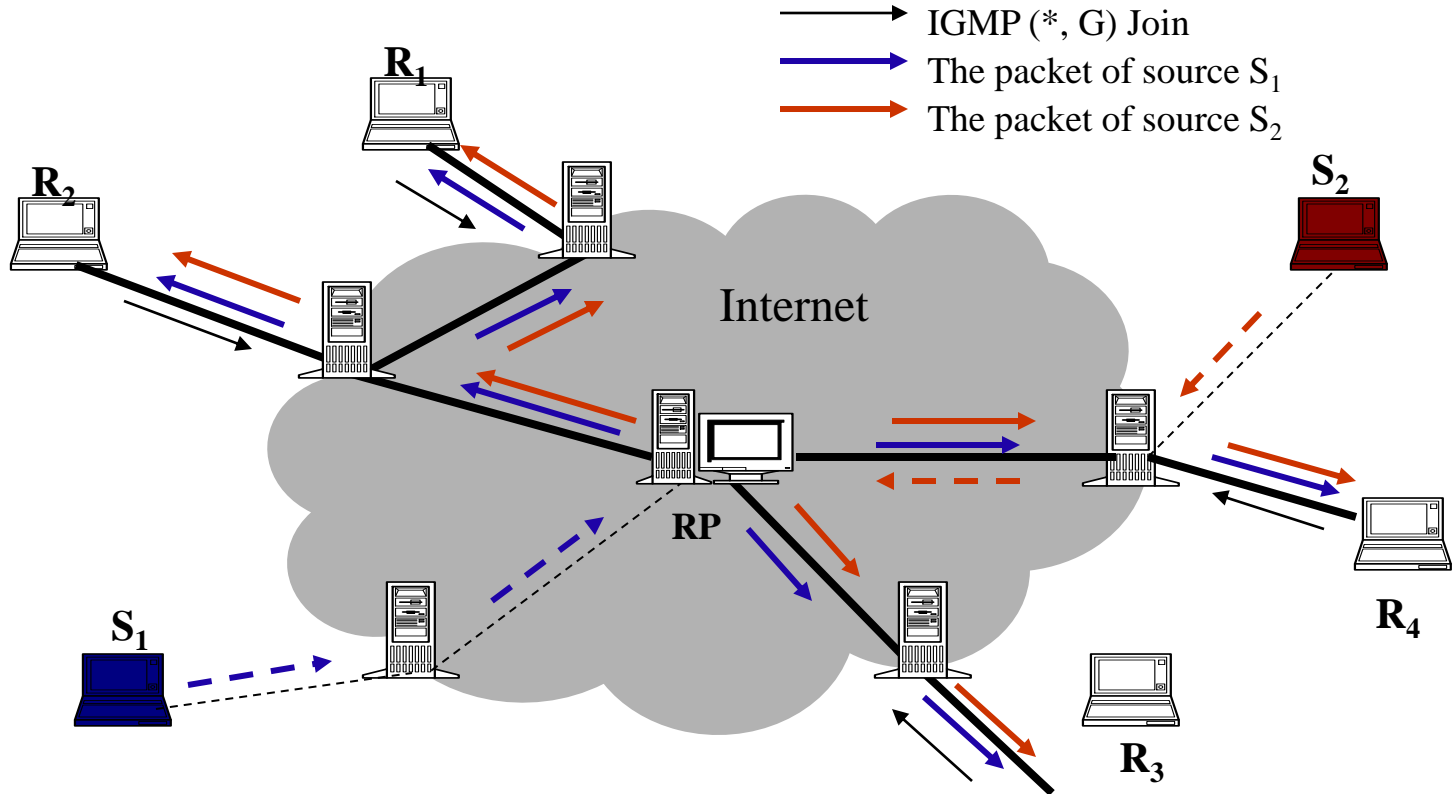 IGMP (*, G) Join
The packet of source S₁
The packet of source S₂
R₁
R₂
S₂
Internet
RP
S₁
R₄
R₃